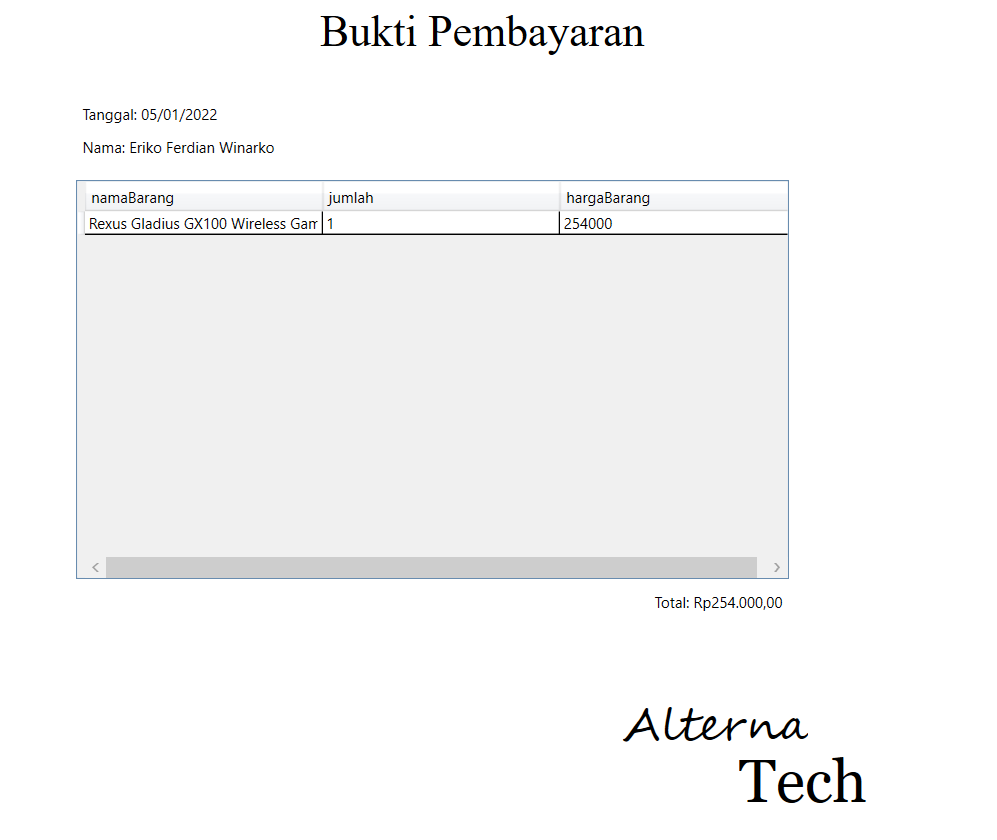 Bukti Pembayaran
Tanggal: 05/01/2022
Nama: Eriko Ferdian Winarko
namaBarang jumlah hargaBarang
Rexus Gladius GX100 Wireless Gam 1 254000
Total: Rp254.000,00
Alterna
Tech